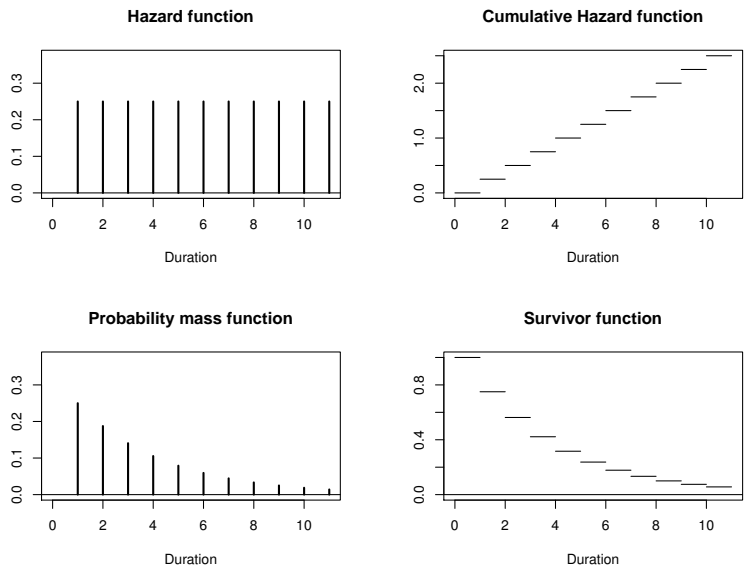 Hazard function
0.0 0.1 0.2 0.3
0 2 4 6 8 10
Duration
Cumulative Hazard function
0.0 1.0 2.0
0 2 4 6 8 10
Duration
Probability mass function
0.0 0.1 0.2 0.3
0 2 4 6 8 10
Duration
Survivor function
0.0 0.4 0.8
0 2 4 6 8 10
Duration